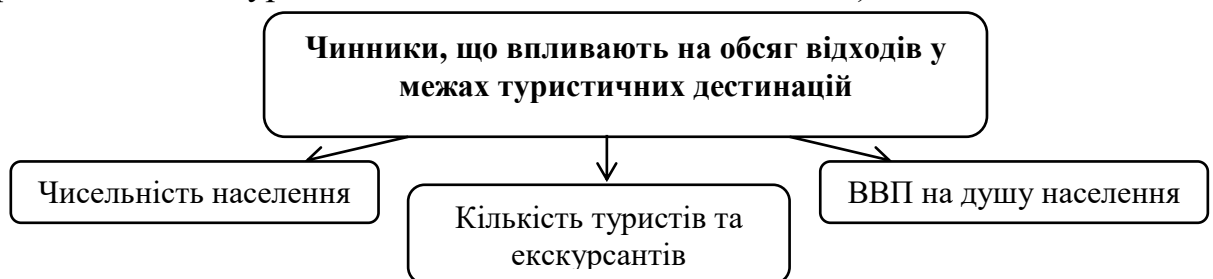 Чинники, що впливають на обсяг відходів у
межах туристичних дестинацій
Чисельність населення
Кількість туристів та
екскурсантів
ВВП на душу населення